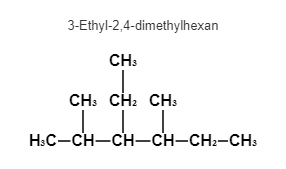 3-Ethyl-2,4-dimethylhexan
CH₃
CH₃ CH₂ CH₃
H₃C–CH–CH–CH–CH₂–CH₃